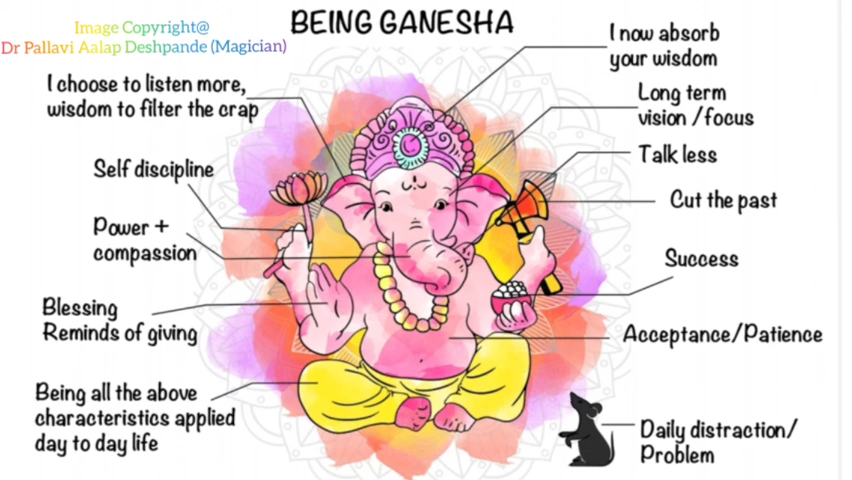 BEING GANESHA
Image Copyright@
Dr Pallavi Aalap Deshpande (Magician)
I choose to listen more,
wisdom to filter the crap
Self discipline
Power +
compassion
Blessing
Reminds of giving
Being all the above
characteristics applied
day to day life
I now absorb
your wisdom
Long term
vision /focus
Talk less
Cut the past
Success
Acceptance/Patience
Daily distraction/
Problem